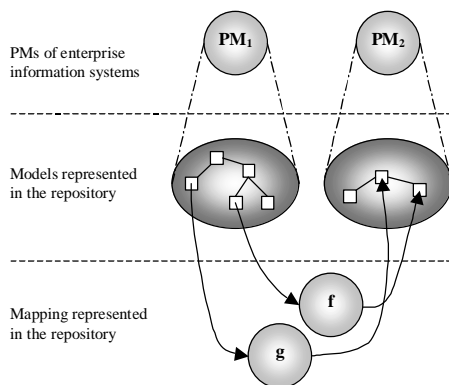 PMs of enterprise
information systems
PM₁
PM₂
Models represented
in the repository
Mapping represented
in the repository
f
g